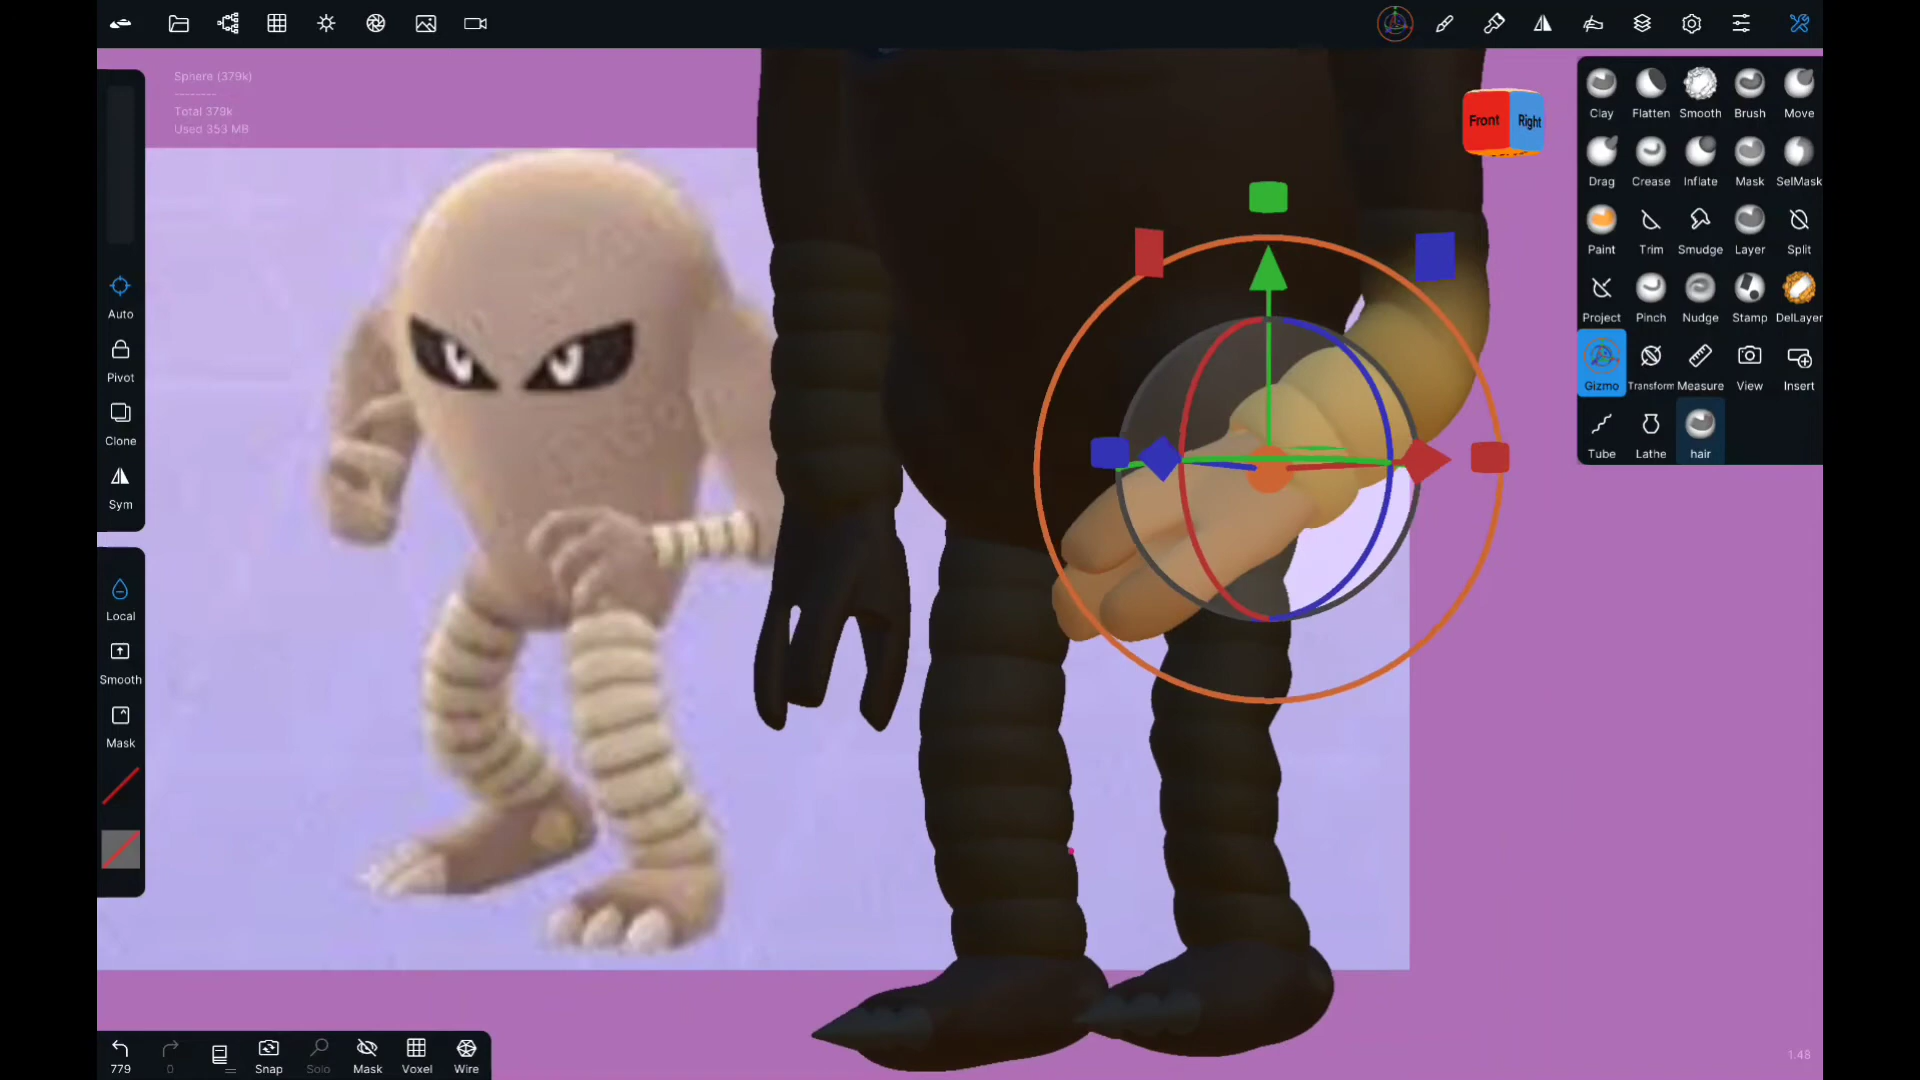 Sphere (379k)
--------
Total 379k
Used 353 MB
Front
Right
Clay
Flatten
Smooth
Brush
Move
Drag
Crease
Inflate
Mask
SelMask
Paint
Trim
Smudge
Layer
Split
Project
Pinch
Nudge
Stamp
DelLayer
Gizmo
Transform
Measure
View
Insert
Tube
Lathe
hair
Auto
Pivot
Clone
Sym
Local
Smooth
Mask
779
0
Snap
Solo
Mask
Voxel
Wire
1.48